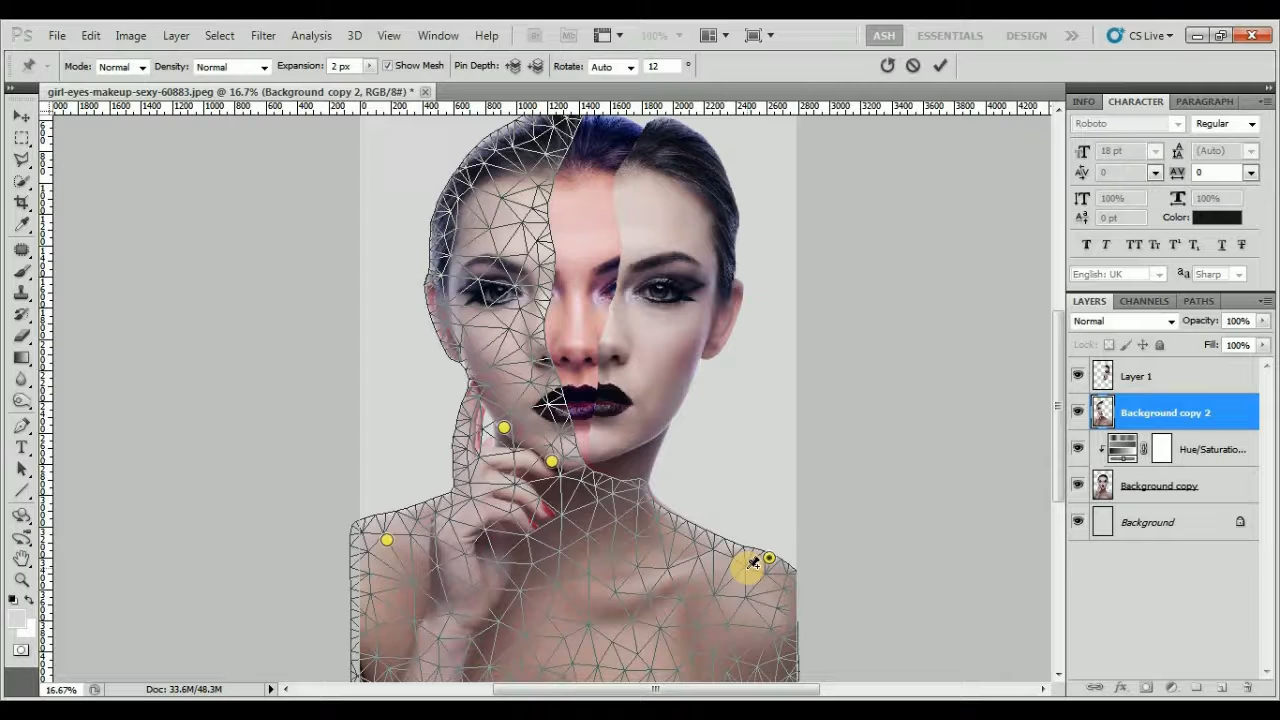 Ps File Edit Image Layer Select Filter Analysis 3D View Window Help Br Mb 100% ASH ESSENTIALS DESIGN CS Live
Mode: Normal Density: Normal Expansion: 2 px Show Mesh Pin Depth: Rotate: Auto 12 °
girl-eyes-makeup-sexy-60883.jpeg @ 16.7% (Background copy 2, RGB/8#) *
INFO CHARACTER PARAGRAPH
Roboto Regular
18 pt (Auto)
0 0
100% 100%
0 pt Color:
English: UK Sharp
LAYERS CHANNELS PATHS
Normal Opacity: 100%
Lock: Fill: 100%
Layer 1
Background copy 2
Hue/Saturatio...
Background copy
Background
16.67% Doc: 33.6M/48.3M